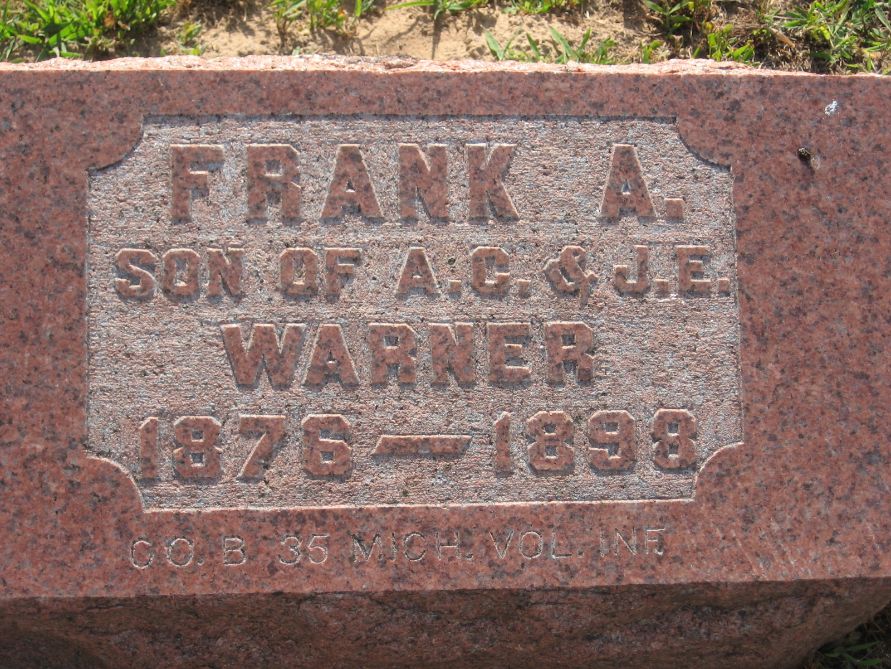 FRANK A.
SON OF A.C. & J.E.
WARNER
1876 — 1898
CO. B. 35 MICH. VOL. INF.